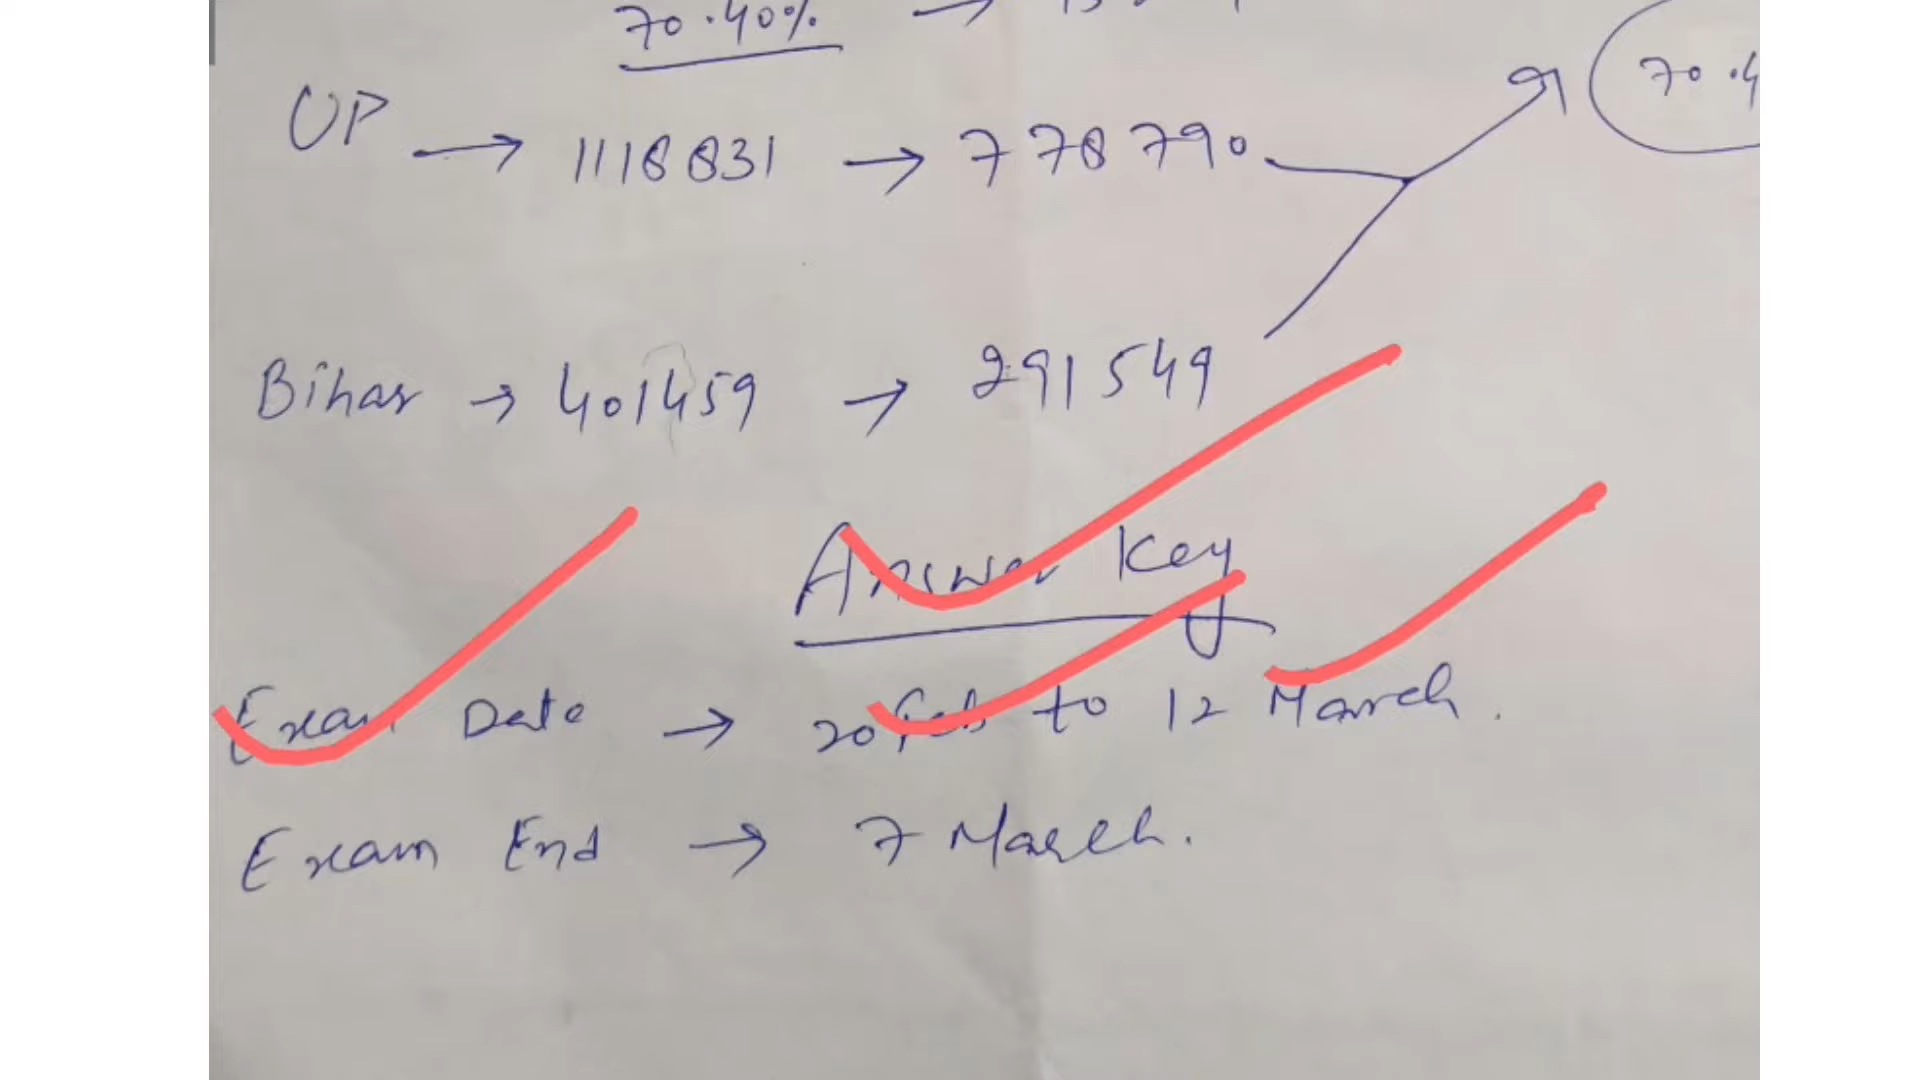 70.40% →
UP → 1118831 → 778790 → 70.4
Bihar → 401459 → 291549
Answer Key
Exam Date → 20 Feb to 12 March.
Exam End → 7 March.